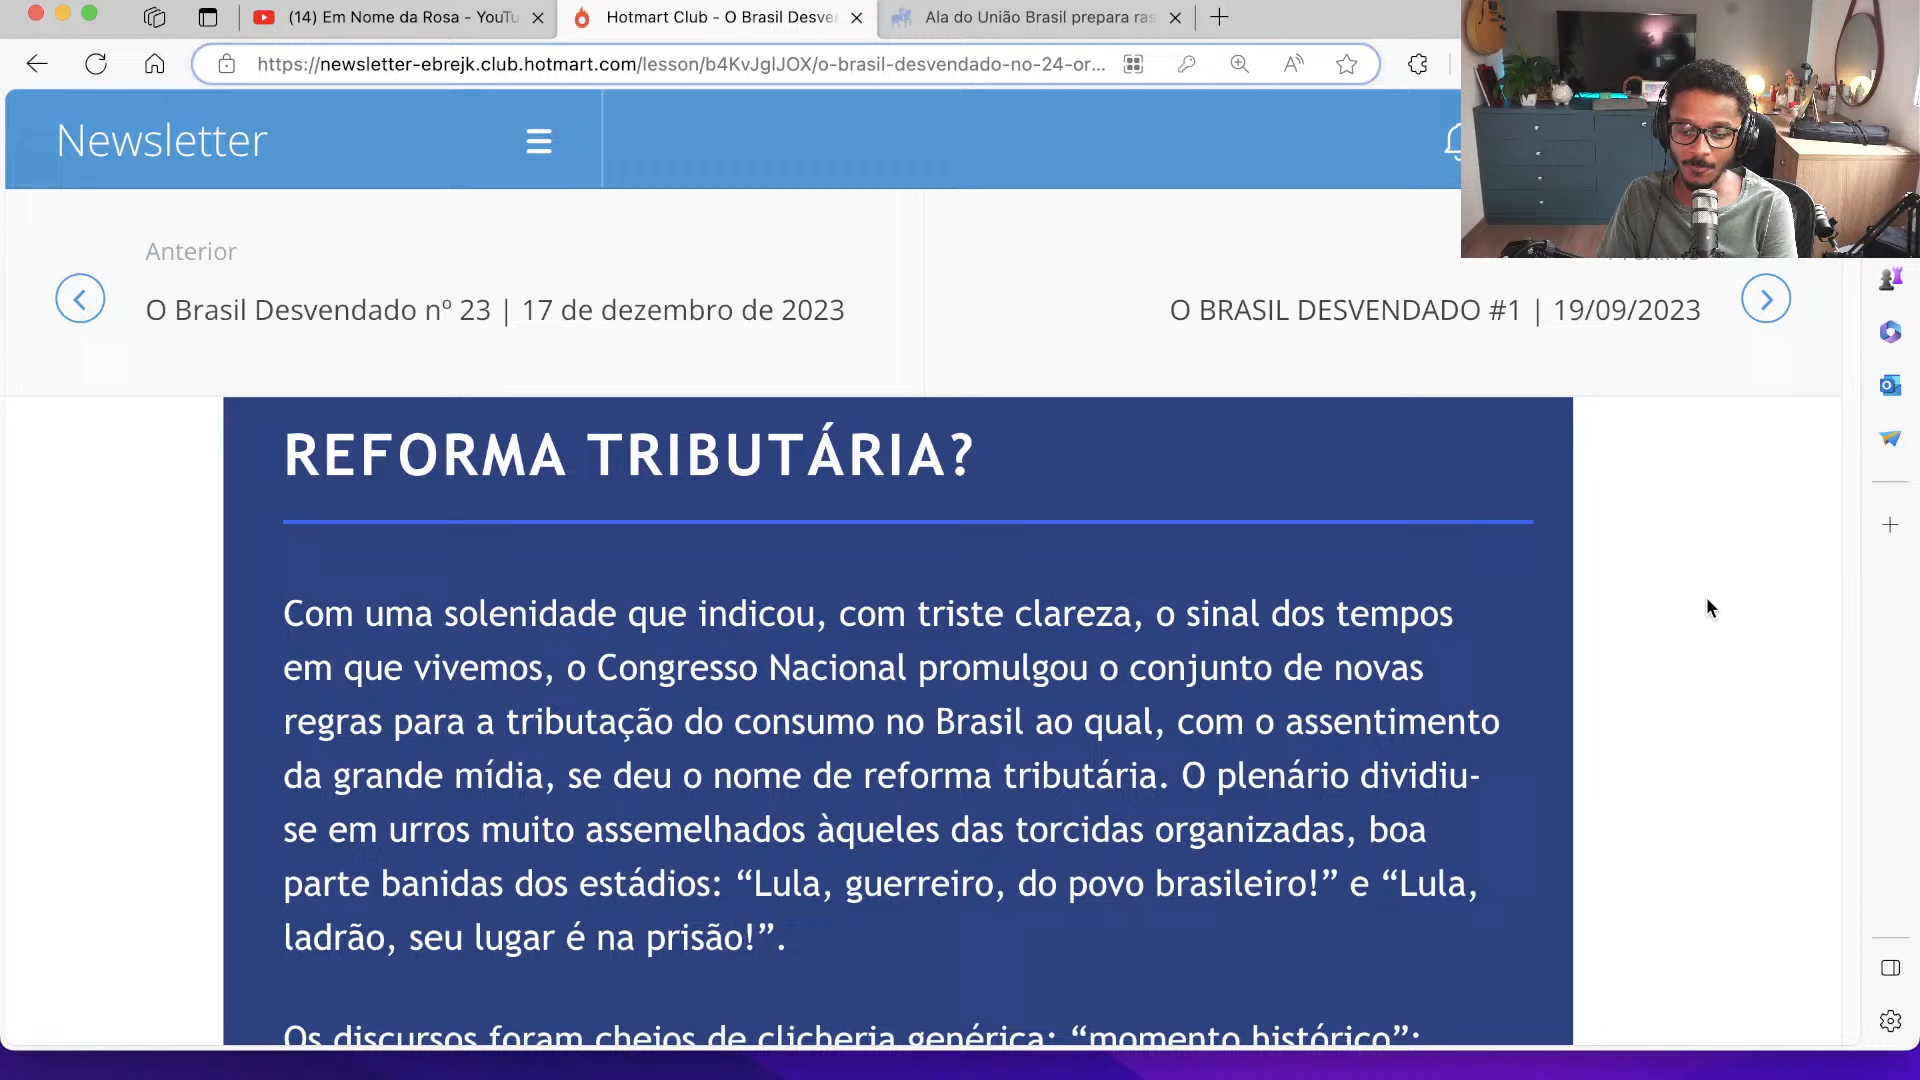 (14) Em Nome da Rosa - YouTu
Hotmart Club - O Brasil Desve
Ala do União Brasil prepara ras
https://newsletter-ebrejk.club.hotmart.com/lesson/b4KvJglJOX/o-brasil-desvendado-no-24-or...
Newsletter
Anterior
O Brasil Desvendado nº 23 | 17 de dezembro de 2023
O BRASIL DESVENDADO #1 | 19/09/2023
REFORMA TRIBUTÁRIA?
Com uma solenidade que indicou, com triste clareza, o sinal dos tempos
em que vivemos, o Congresso Nacional promulgou o conjunto de novas
regras para a tributação do consumo no Brasil ao qual, com o assentimento
da grande mídia, se deu o nome de reforma tributária. O plenário dividiu-
se em urros muito assemelhados àqueles das torcidas organizadas, boa
parte banidas dos estádios: “Lula, guerreiro, do povo brasileiro!” e “Lula,
ladrão, seu lugar é na prisão!”.
Os discursos foram cheios de clicheria genérica: “momento histórico”;